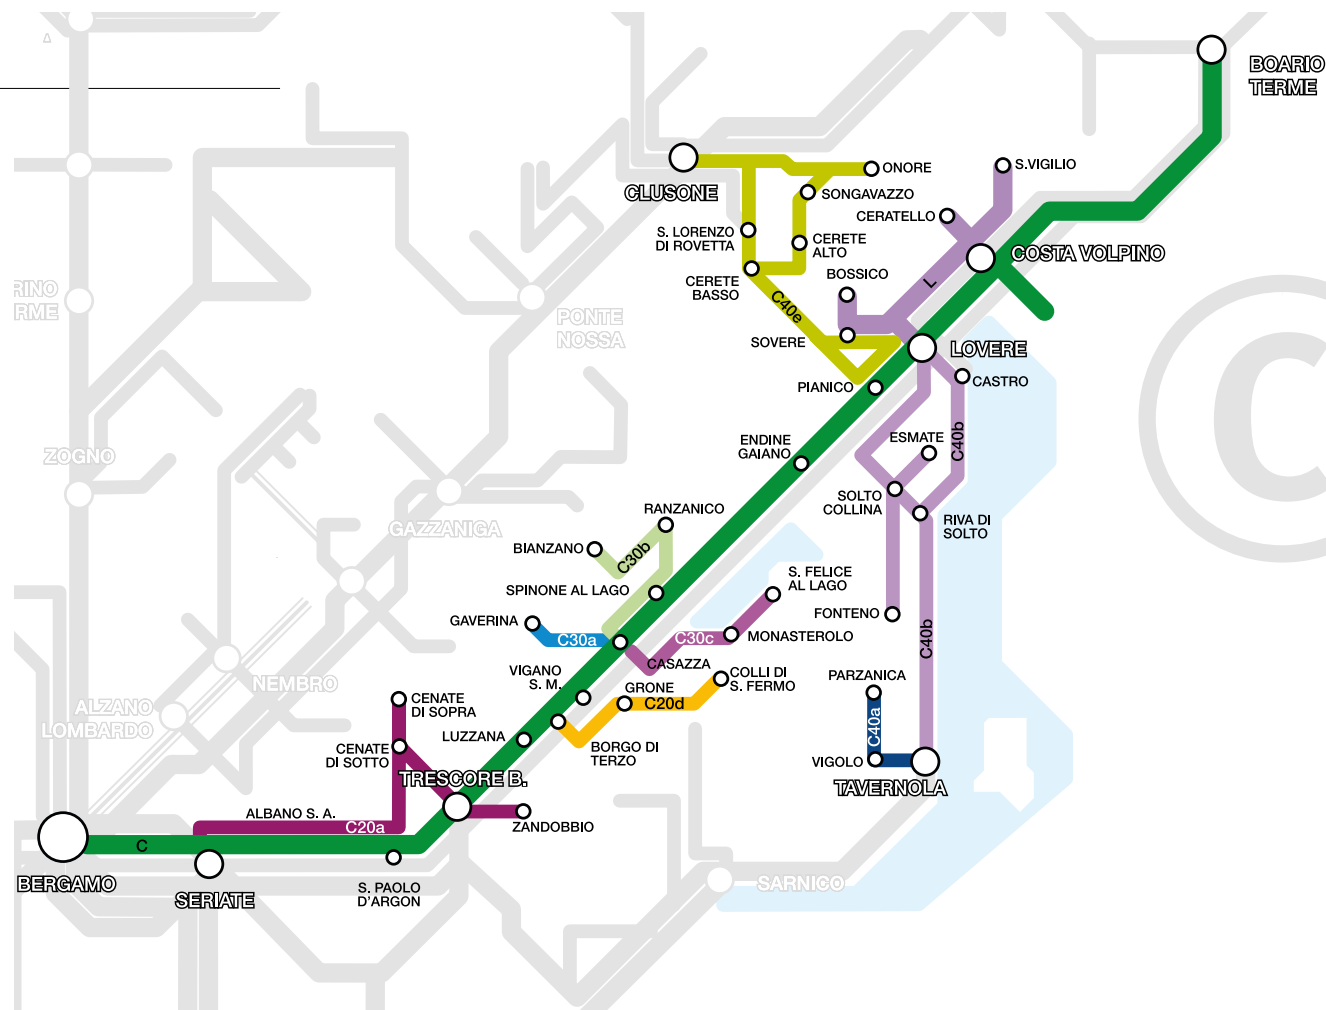 BOARIO
TERME
CLUSONE
ONORE
S.VIGILIO
SONGAVAZZO
CERATELLO
S. LORENZO
DI ROVETTA
CERETE
ALTO
COSTA VOLPINO
BOSSICO
CERETE
BASSO
C40e
L
RINO
RME
PONTE
NOSSA
SOVERE
LOVERE
PIANICO
CASTRO
ESMATE
C40b
ENDINE
GAIANO
ZOGNO
SOLTO
COLLINA
RIVA DI
SOLTO
RANZANICO
GAZZANIGA
BIANZANO
C30b
S. FELICE
AL LAGO
SPINONE AL LAGO
FONTENO
GAVERINA
C30a
C30c
MONASTEROLO
C40b
CASAZZA
VIGANO
S. M.
COLLI DI
S. FERMO
PARZANICA
NEMBRO
GRONE
C20d
CENATE
DI SOPRA
ALZANO
LOMBARDO
C40a
LUZZANA
CENATE
DI SOTTO
BORGO DI
TERZO
VIGOLO
TRESCORE B.
TAVERNOLA
ALBANO S. A.
C20a
ZANDOBBIO
C
BERGAMO
SERIATE
S. PAOLO
D'ARGON
SARNICO
C